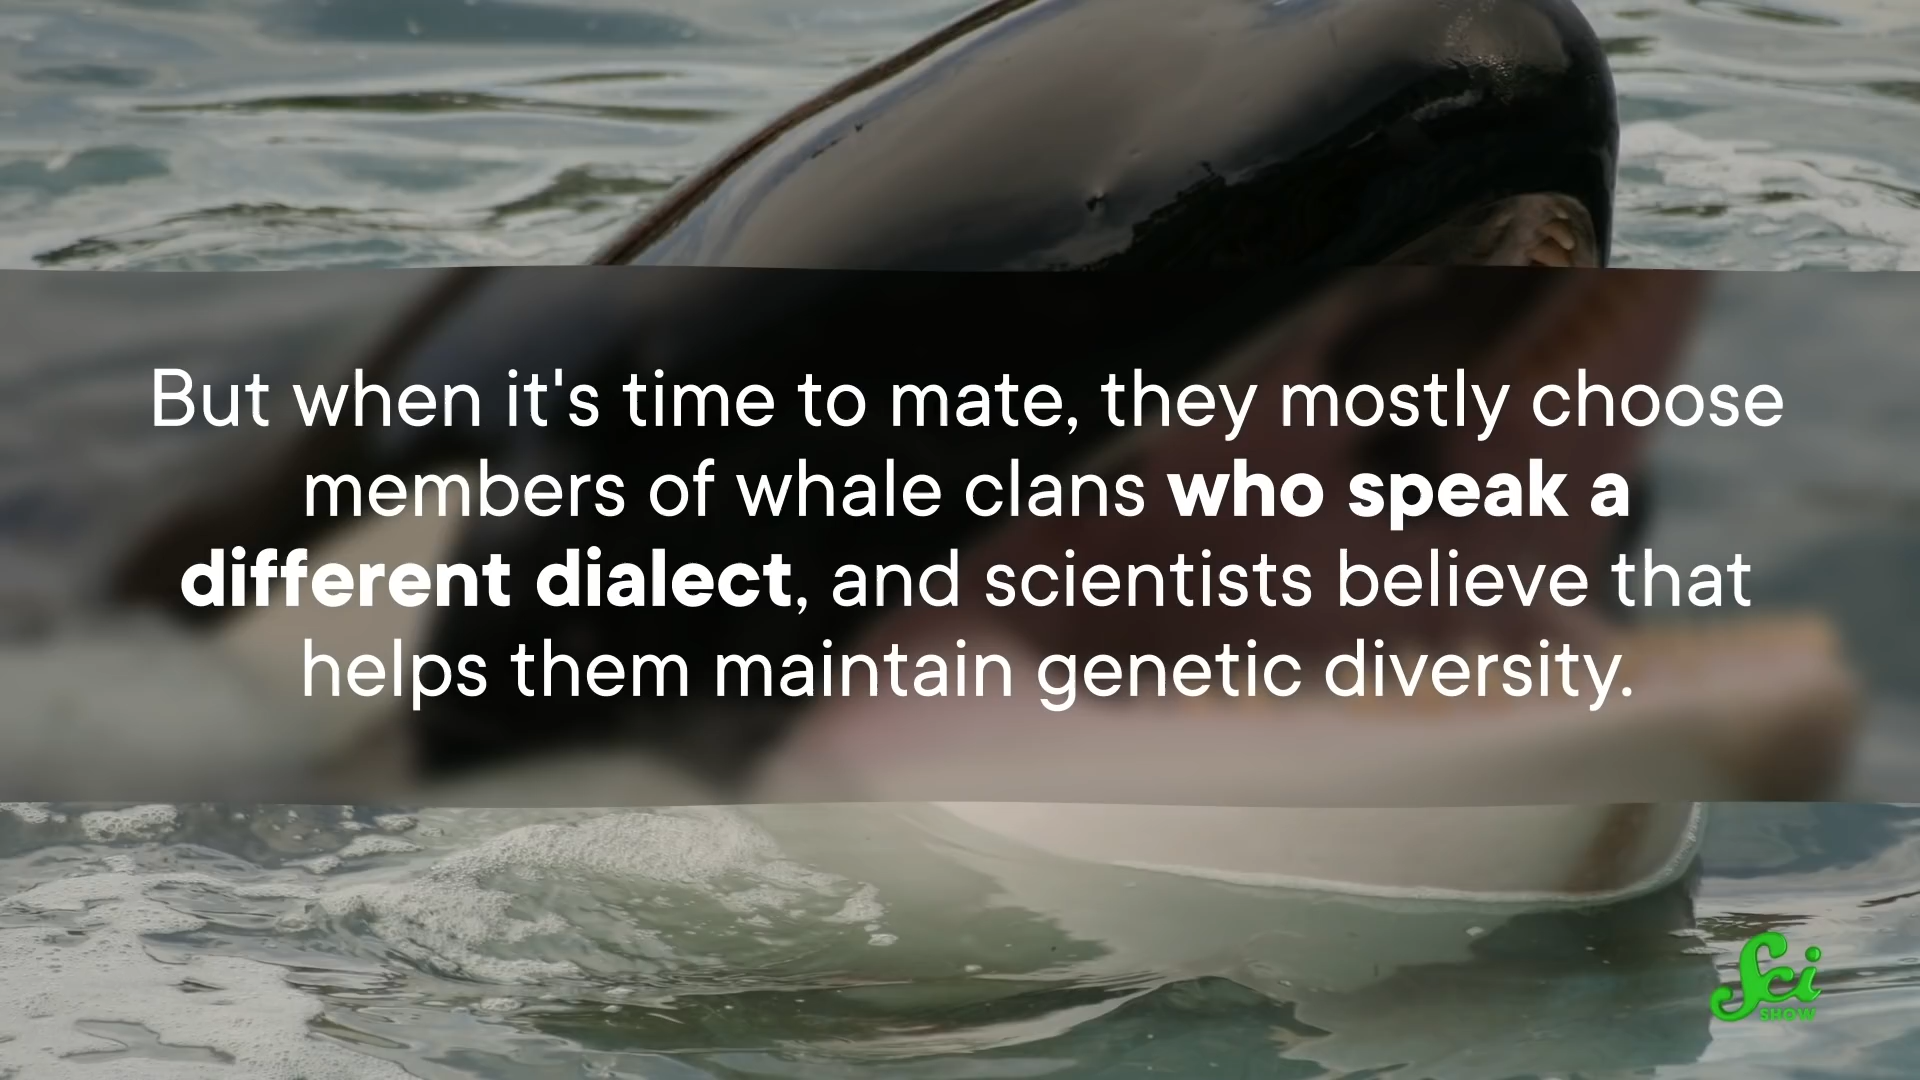 But when it's time to mate, they mostly choose
members of whale clans who speak a
different dialect, and scientists believe that
helps them maintain genetic diversity.
Sci
SHOW